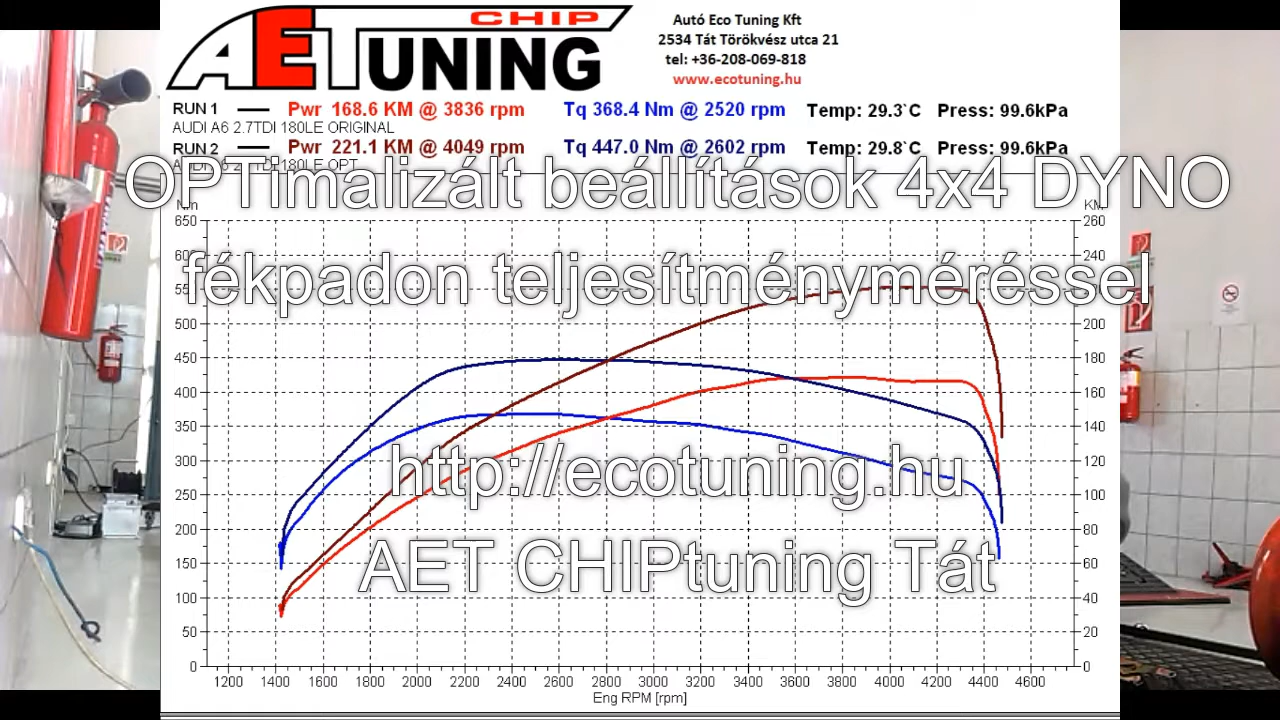 CHIP
AETUNING
Autó Eco Tuning Kft
2534 Tát Törökvész utca 21
tel: +36-208-069-818
www.ecotuning.hu
RUN 1 Pwr 168.6 KM @ 3836 rpm Tq 368.4 Nm @ 2520 rpm Temp: 29.3`C Press: 99.6kPa
AUDI A6 2.7TDI 180LE ORIGINAL
RUN 2 Pwr 221.1 KM @ 4049 rpm Tq 447.0 Nm @ 2602 rpm Temp: 29.8`C Press: 99.6kPa
180LE OPT
OPTimalizált beállítások 4x4 DYNO
fékpadon teljesítményméréssel
http://ecotuning.hu
AET CHIPtuning Tát
Nm
650
500
450
400
350
300
250
200
150
100
50
0
KM
260
240
200
180
160
140
120
100
80
60
40
20
0
1200 1400 1600 1800 2000 2200 2400 2600 2800 3000 3200 3400 3600 3800 4000 4200 4400 4600
Eng RPM [rpm]